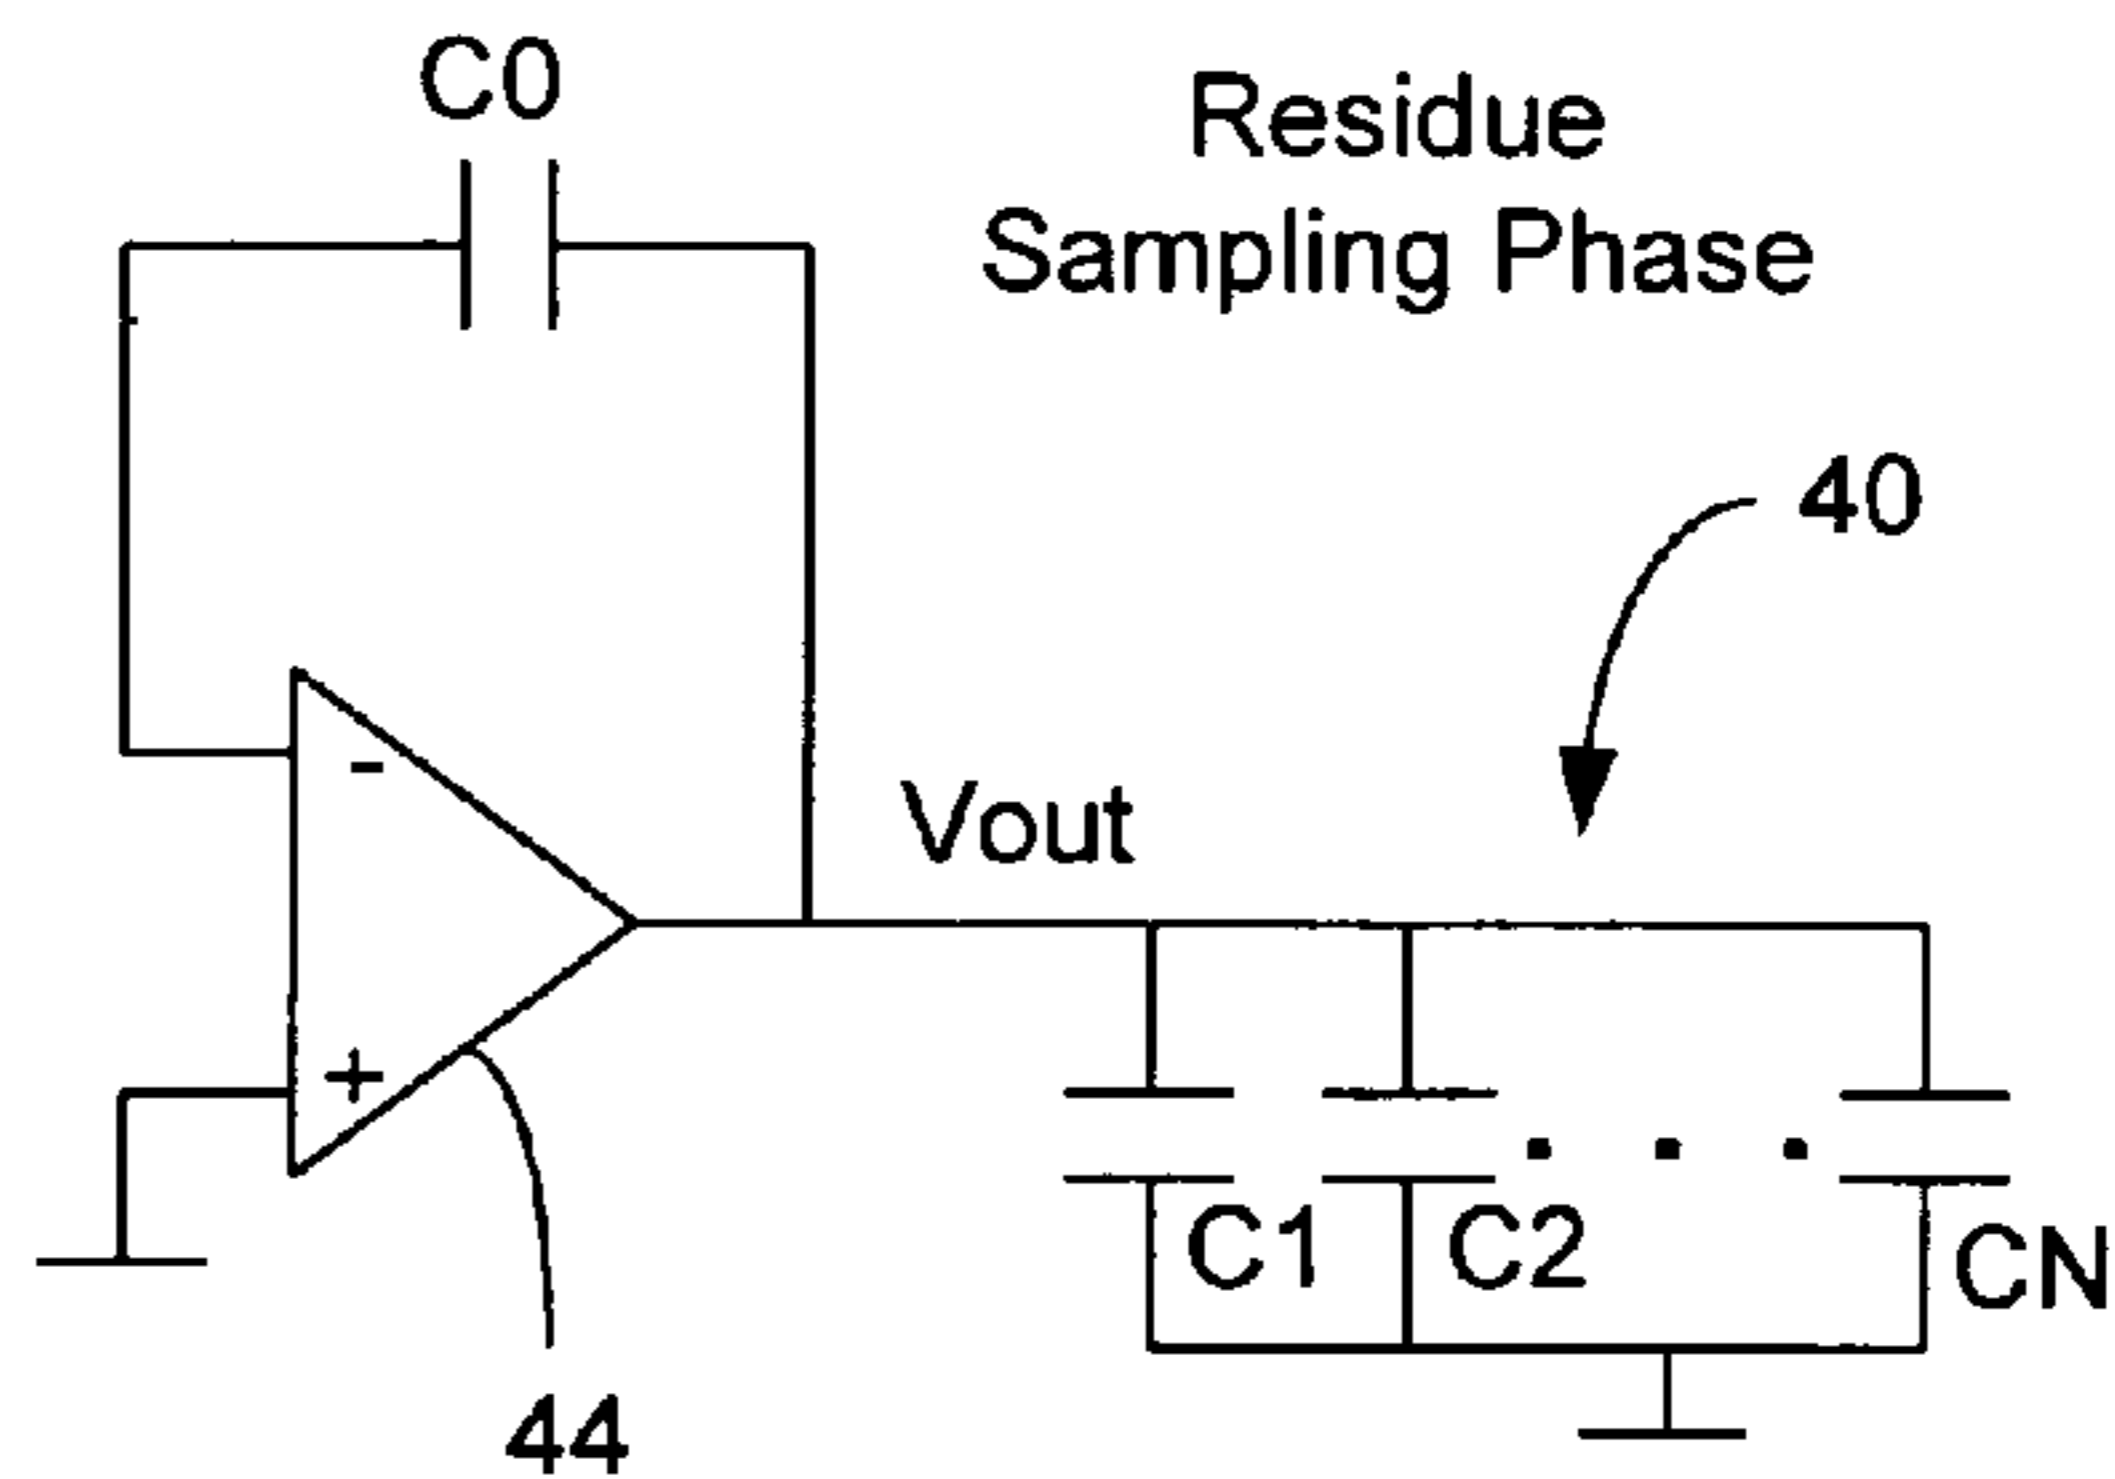 C0
Residue
Sampling Phase
40
-
Vout
+
C1
C2
CN
44